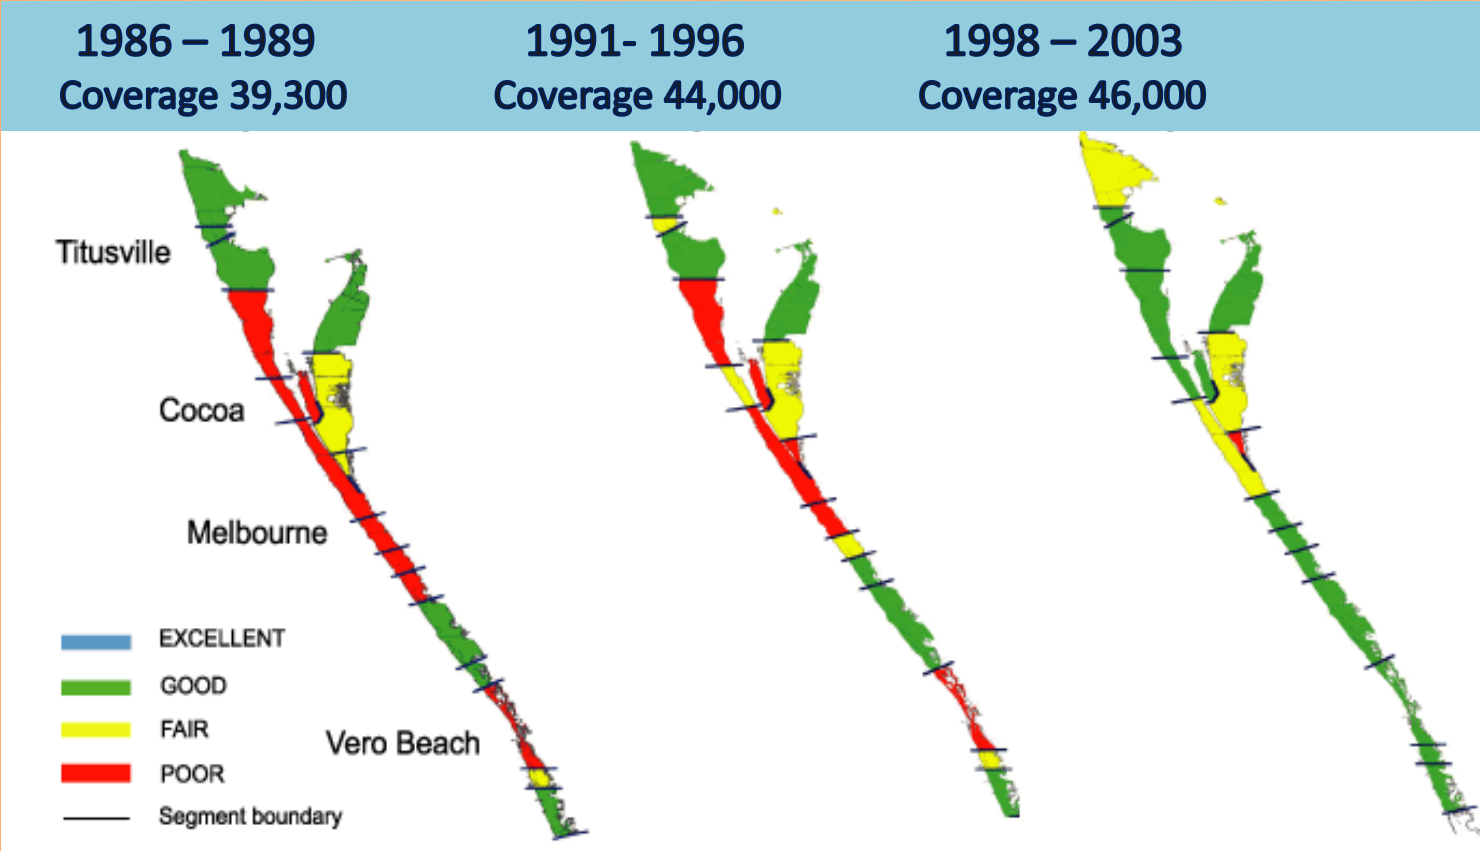 1986 – 1989
Coverage 39,300
1991- 1996
Coverage 44,000
1998 – 2003
Coverage 46,000
Titusville
Cocoa
Melbourne
Vero Beach
EXCELLENT
GOOD
FAIR
POOR
Segment boundary